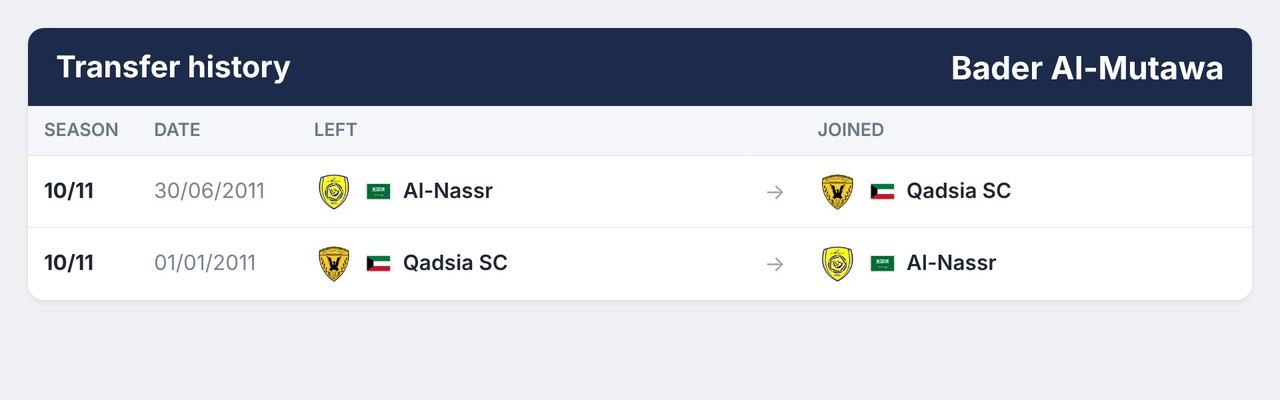 Transfer history Bader Al-Mutawa
SEASON DATE LEFT JOINED
10/11 30/06/2011 Al-Nassr → Qadsia SC
10/11 01/01/2011 Qadsia SC → Al-Nassr